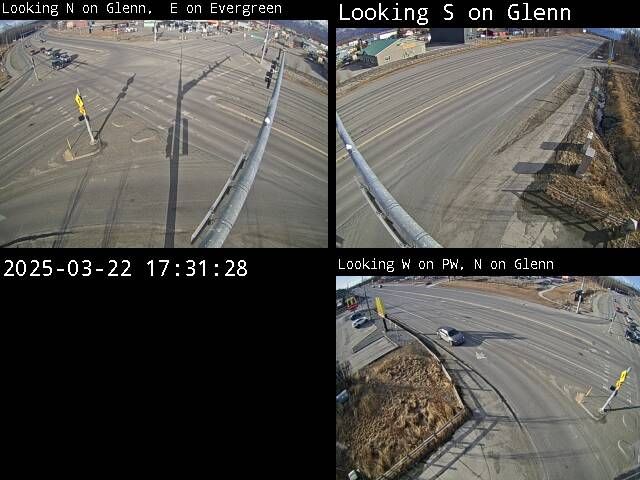 Looking N on Glenn, E on Evergreen
Looking S on Glenn
2025-03-22 17:31:28
Looking W on PW, N on Glenn